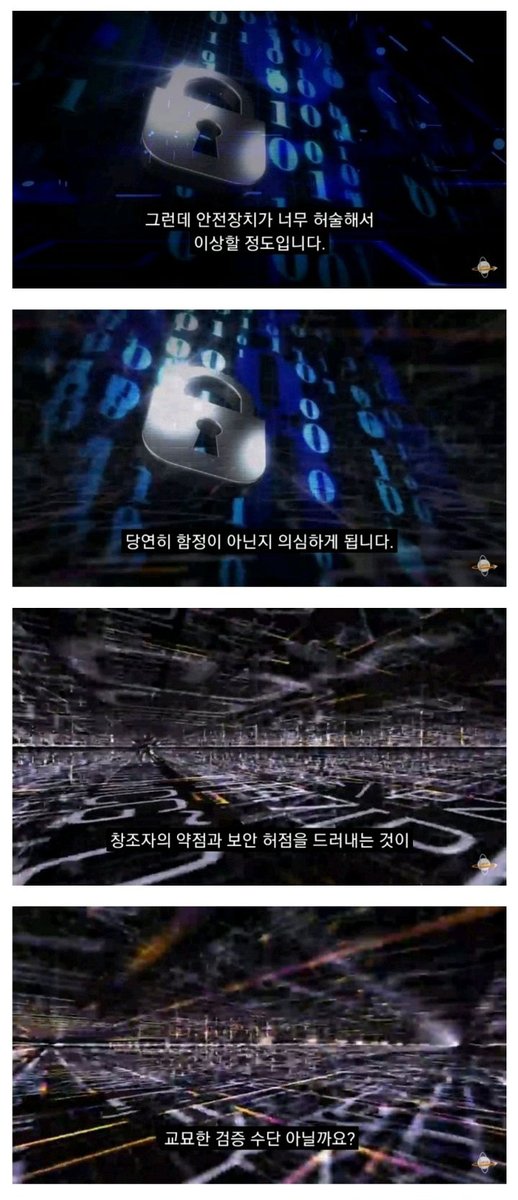 그런데 안전장치가 너무 허술해서
이상할 정도입니다.
당연히 함정이 아닌지 의심하게 됩니다.
창조자의 약점과 보안 허점을 드러내는 것이
교묘한 검증 수단 아닐까요?